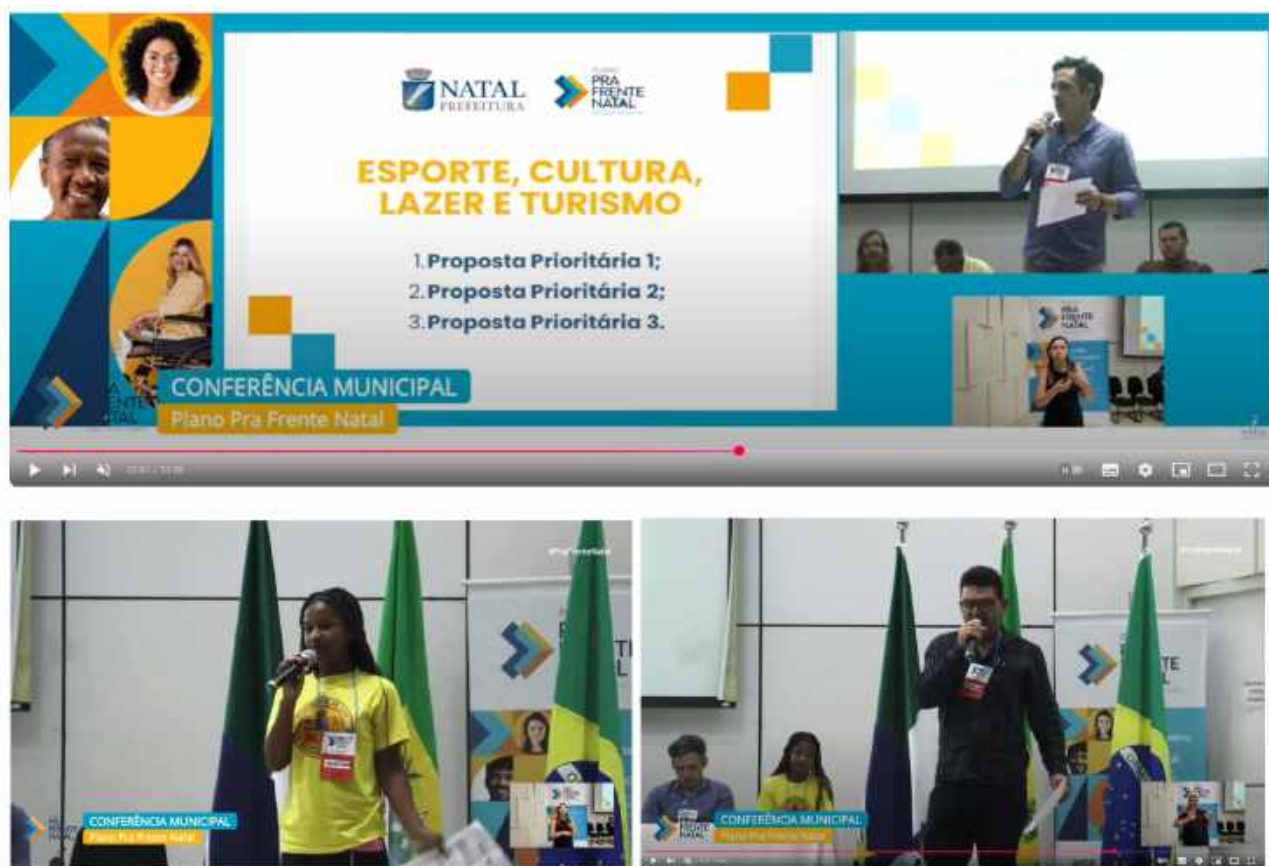 NATAL
PREFEITURA
PLANO
PRA
FRENTE
NATAL
ESPORTE, CULTURA,
LAZER E TURISMO
1. Proposta Prioritária 1;
2. Proposta Prioritária 2;
3. Proposta Prioritária 3.
PRA
FRENTE
NATAL
CONFERÊNCIA MUNICIPAL
Plano Pra Frente Natal
#PraFrenteNatal
CONFERÊNCIA MUNICIPAL
Plano Pra Frente Natal
CONFERÊNCIA MUNICIPAL
Plano Pra Frente Natal